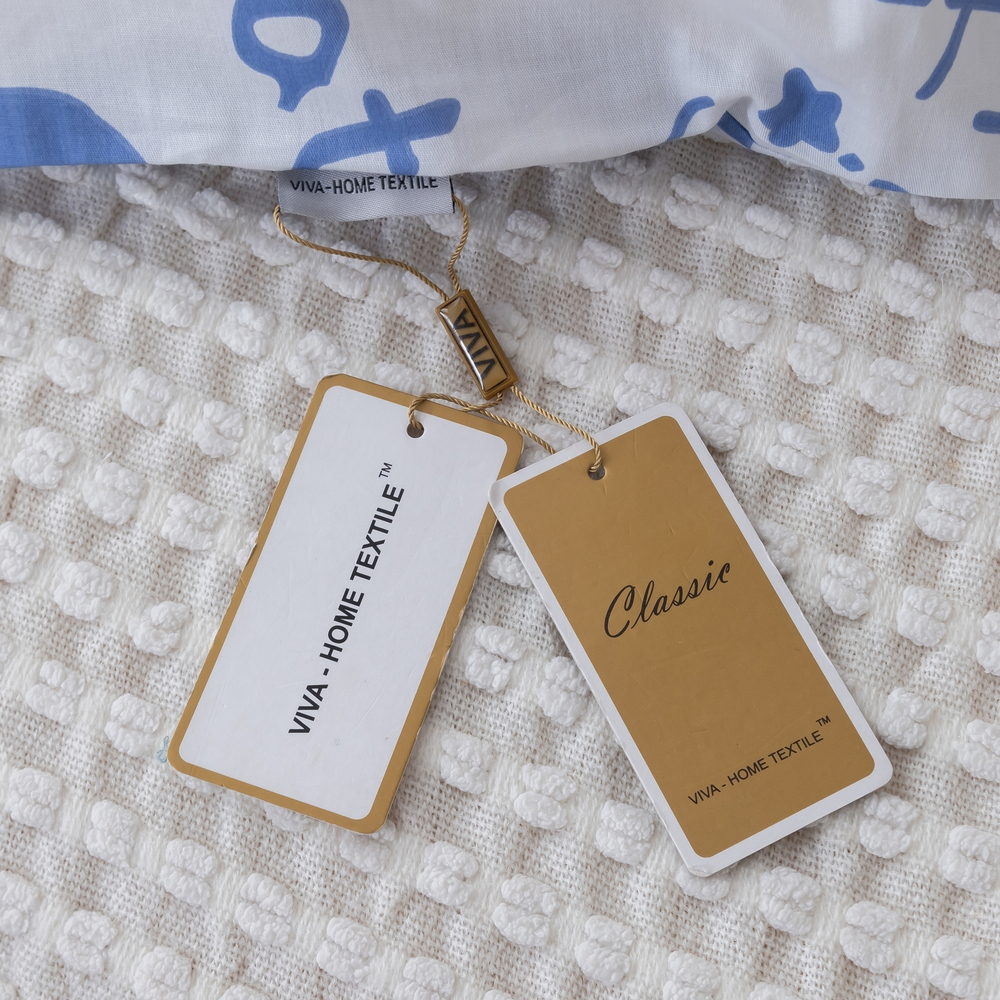 VIVA-HOME TEXTILE
VIVA
VIVA - HOME TEXTILE™
Classic
VIVA - HOME TEXTILE™